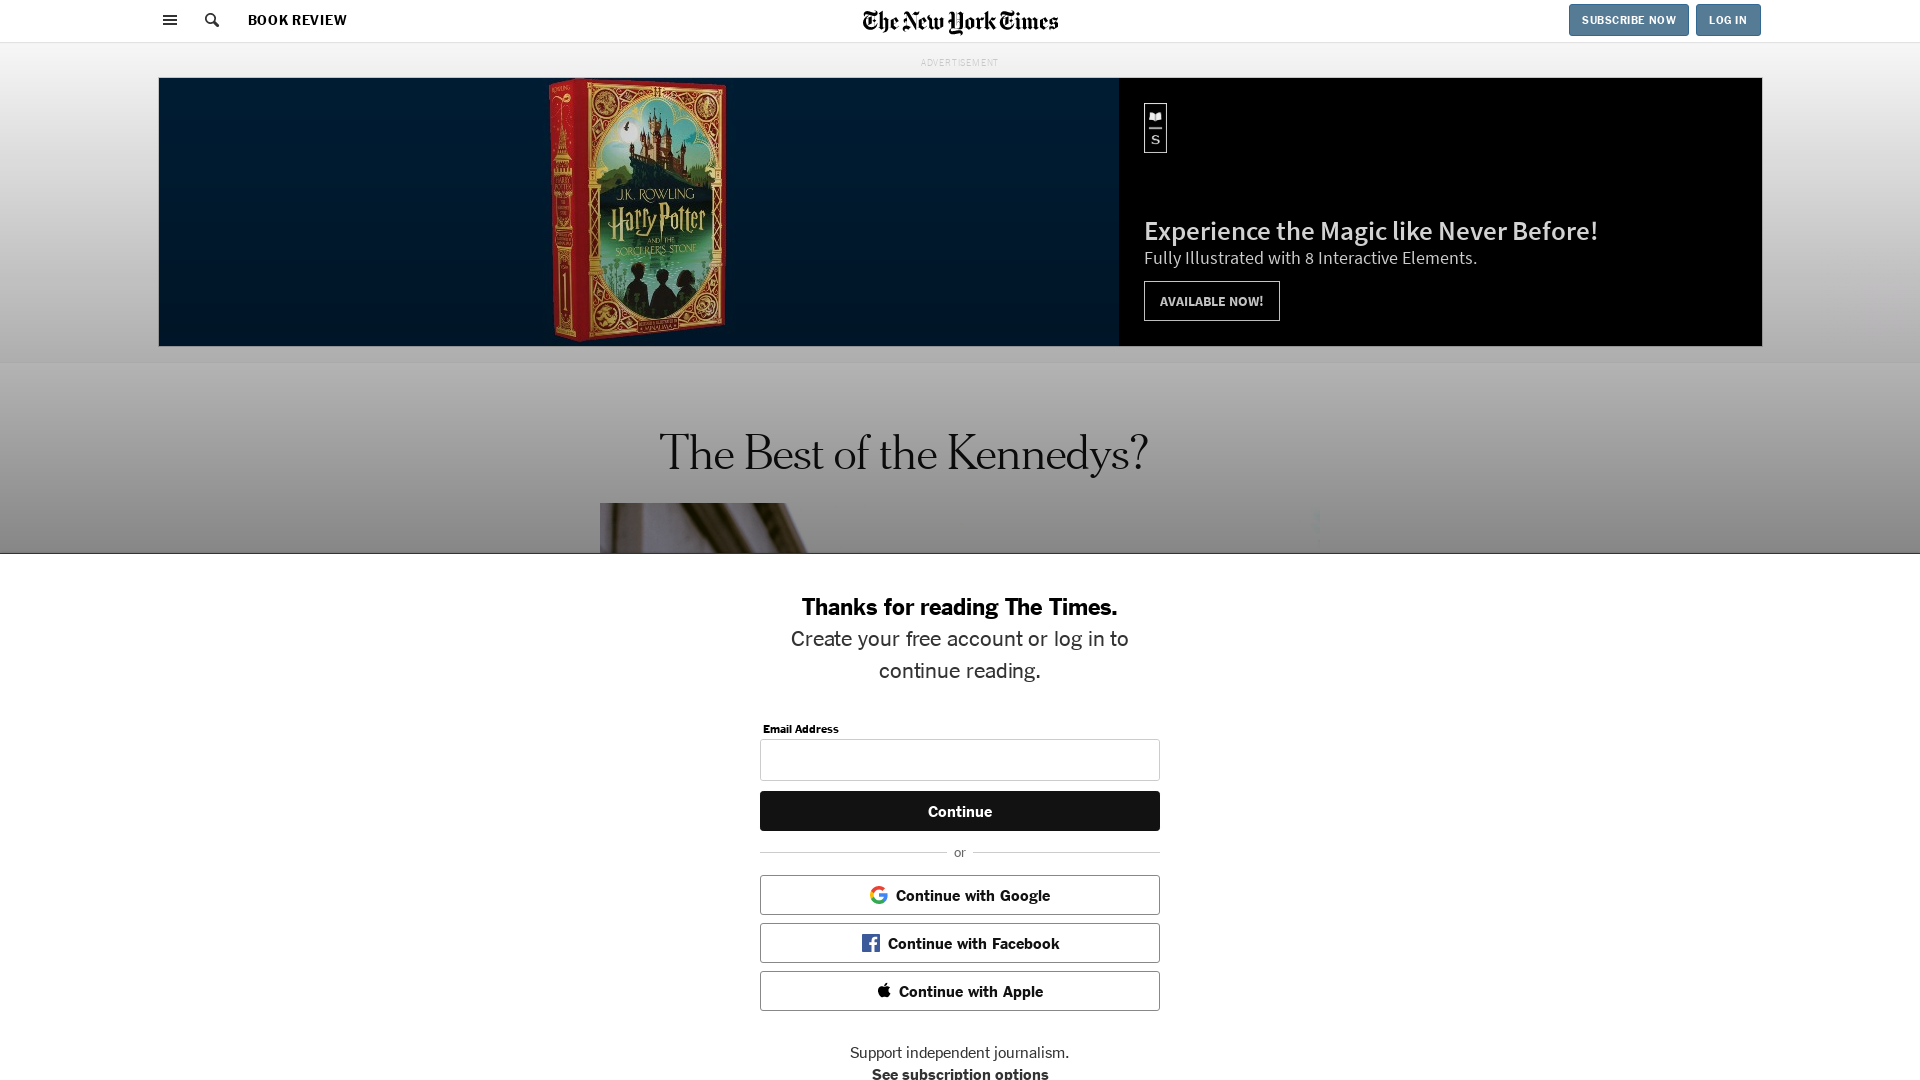 BOOK REVIEW
The New York Times
SUBSCRIBE NOW
LOG IN
ADVERTISEMENT
J.K. ROWLING
Harry Potter
AND THE
SORCERER'S STONE
S
Experience the Magic like Never Before!
Fully Illustrated with 8 Interactive Elements.
AVAILABLE NOW!
The Best of the Kennedys?
Thanks for reading The Times.
Create your free account or log in to
continue reading.
Email Address
Continue
or
Continue with Google
Continue with Facebook
Continue with Apple
Support independent journalism.
See subscription options